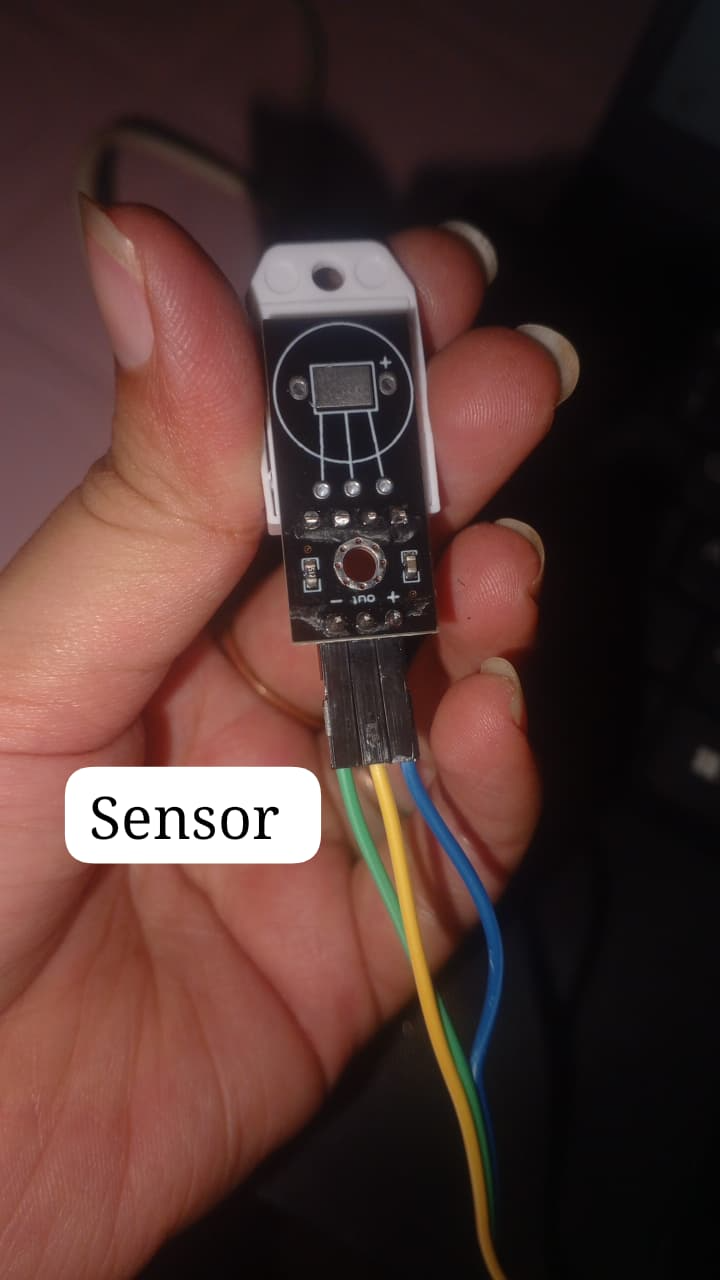 +
- out +
Sensor